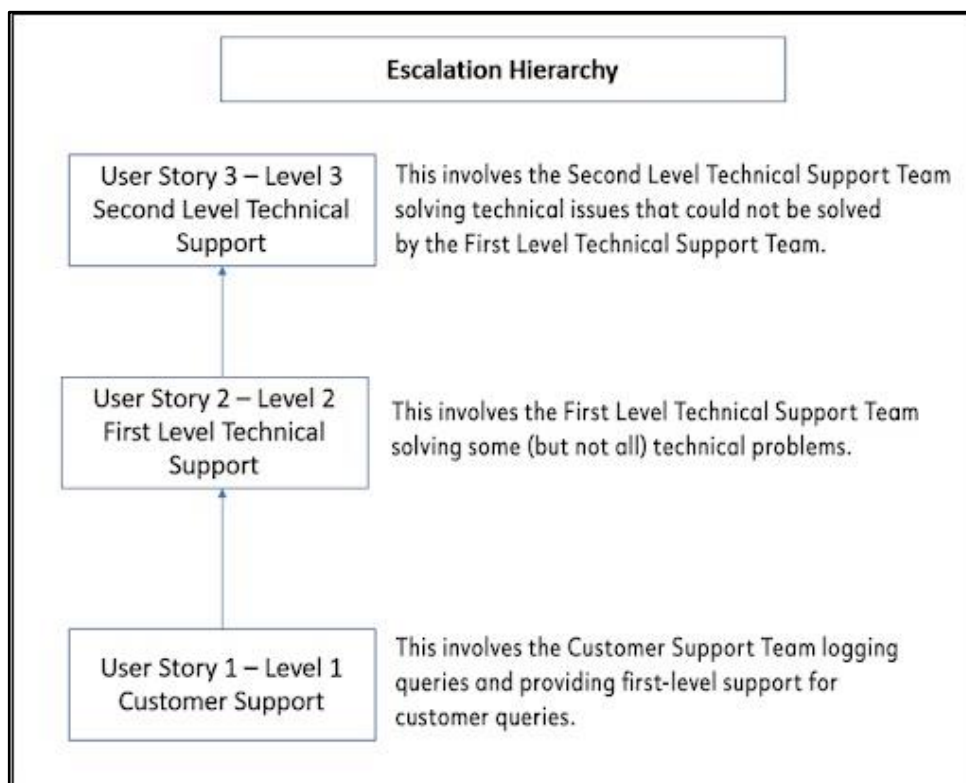 Escalation Hierarchy
User Story 3 – Level 3
Second Level Technical
Support
This involves the Second Level Technical Support Team
solving technical issues that could not be solved
by the First Level Technical Support Team.
User Story 2 – Level 2
First Level Technical
Support
This involves the First Level Technical Support Team
solving some (but not all) technical problems.
User Story 1 – Level 1
Customer Support
This involves the Customer Support Team logging
queries and providing first-level support for
customer queries.